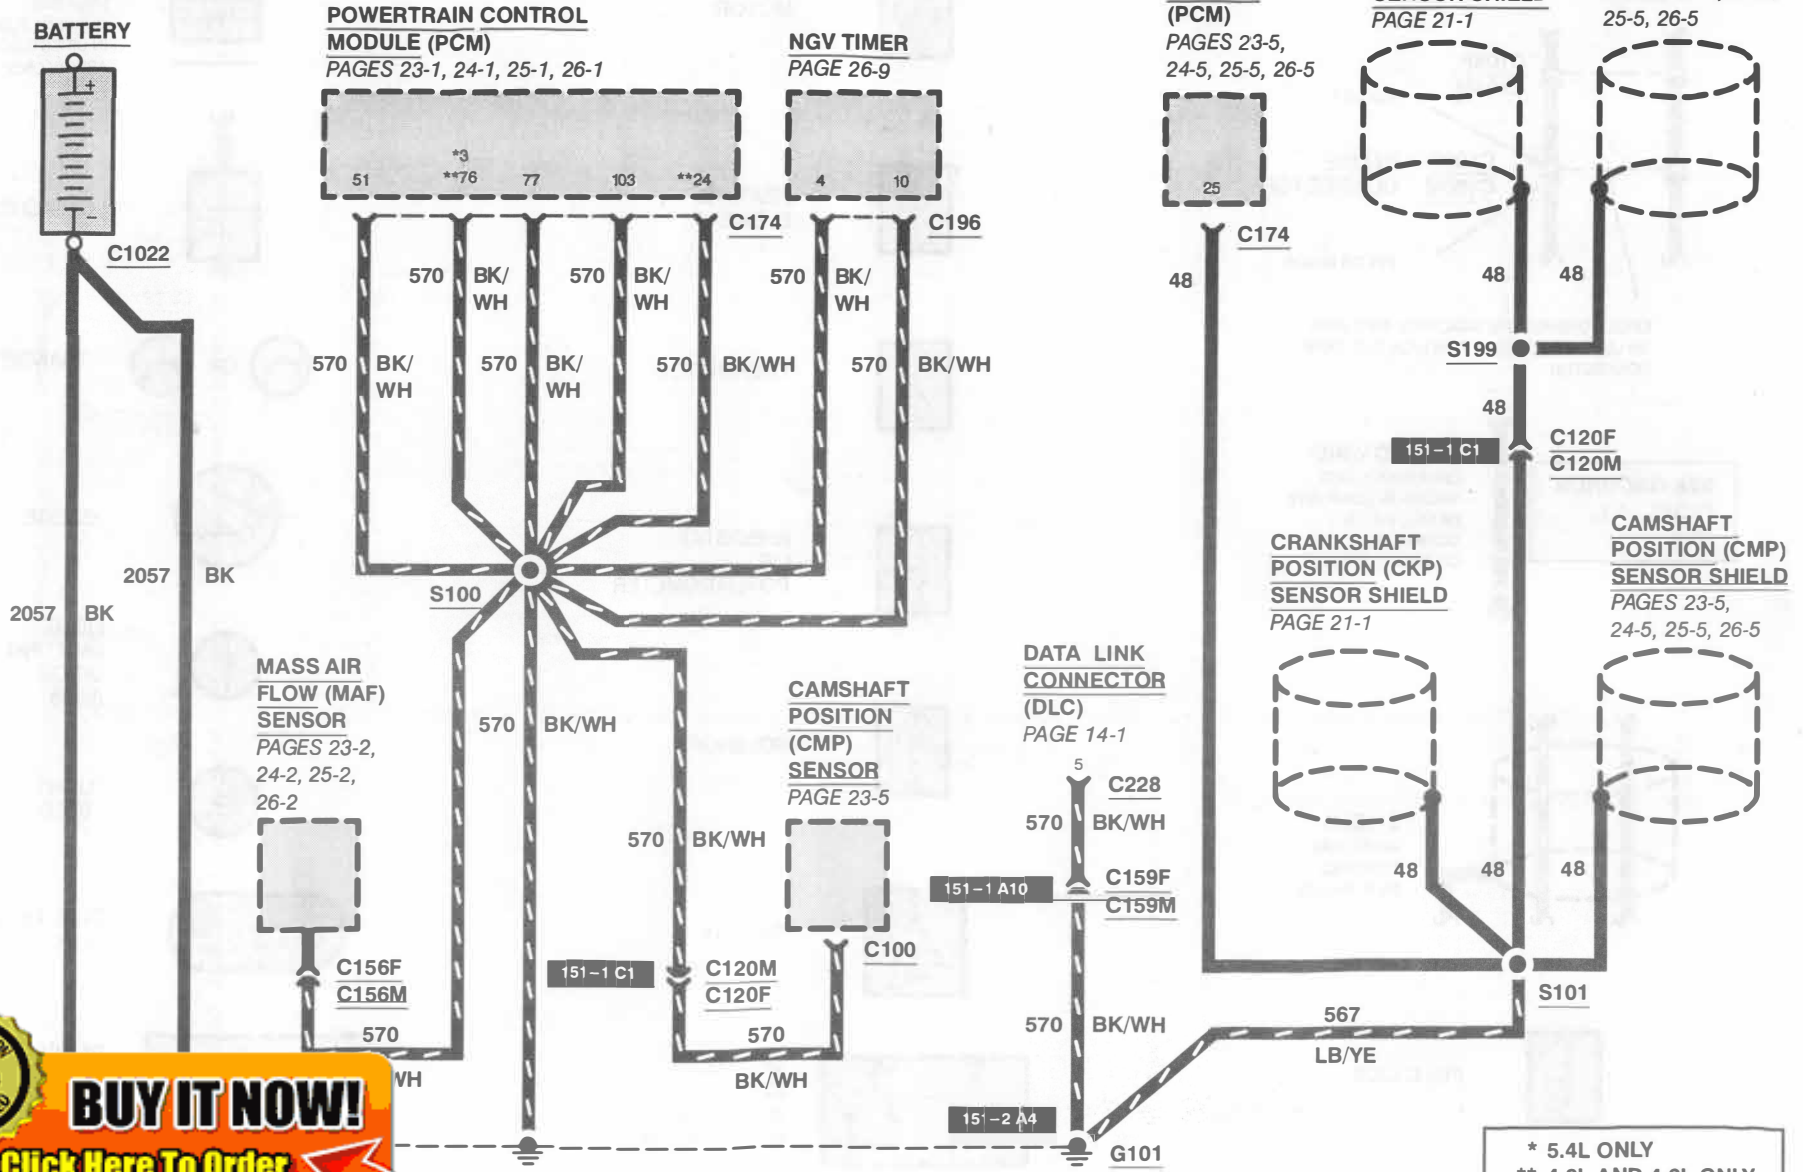 BATTERY
+
−
C1022
2057
BK
2057 BK
POWERTRAIN CONTROL
MODULE (PCM)
PAGES 23-1, 24-1, 25-1, 26-1
*3
51 **76 77 103 **24
C174
570 BK/
WH
570 BK/
WH
570 BK/
WH
570 BK/
WH
570 BK/WH
NGV TIMER
PAGE 26-9
4 10
C196
570 BK/
WH
570 BK/WH
S100
MASS AIR
FLOW (MAF)
SENSOR
PAGES 23-2,
24-2, 25-2,
26-2
C156F
C156M
570
WH
570 BK/WH
570 BK/WH
151–1 C1
C120M
C120F
570
BK/WH
CAMSHAFT
POSITION
(CMP)
SENSOR
PAGE 23-5
C100
DATA LINK
CONNECTOR
(DLC)
PAGE 14-1
5
C228
570 BK/WH
151–1 A10
C159F
C159M
570 BK/WH
151–2 A4
G101
(PCM)
PAGES 23-5,
24-5, 25-5, 26-5
25
C174
48
SENSOR SHIELD
PAGE 21-1
25-5, 26-5
48 48
S199
48
151–1 C1
C120F
C120M
CRANKSHAFT
POSITION (CKP)
SENSOR SHIELD
PAGE 21-1
CAMSHAFT
POSITION (CMP)
SENSOR SHIELD
PAGES 23-5,
24-5, 25-5, 26-5
48 48 48
S101
567
LB/YE
* 5.4L ONLY
BUY IT NOW!
Click Here To Order